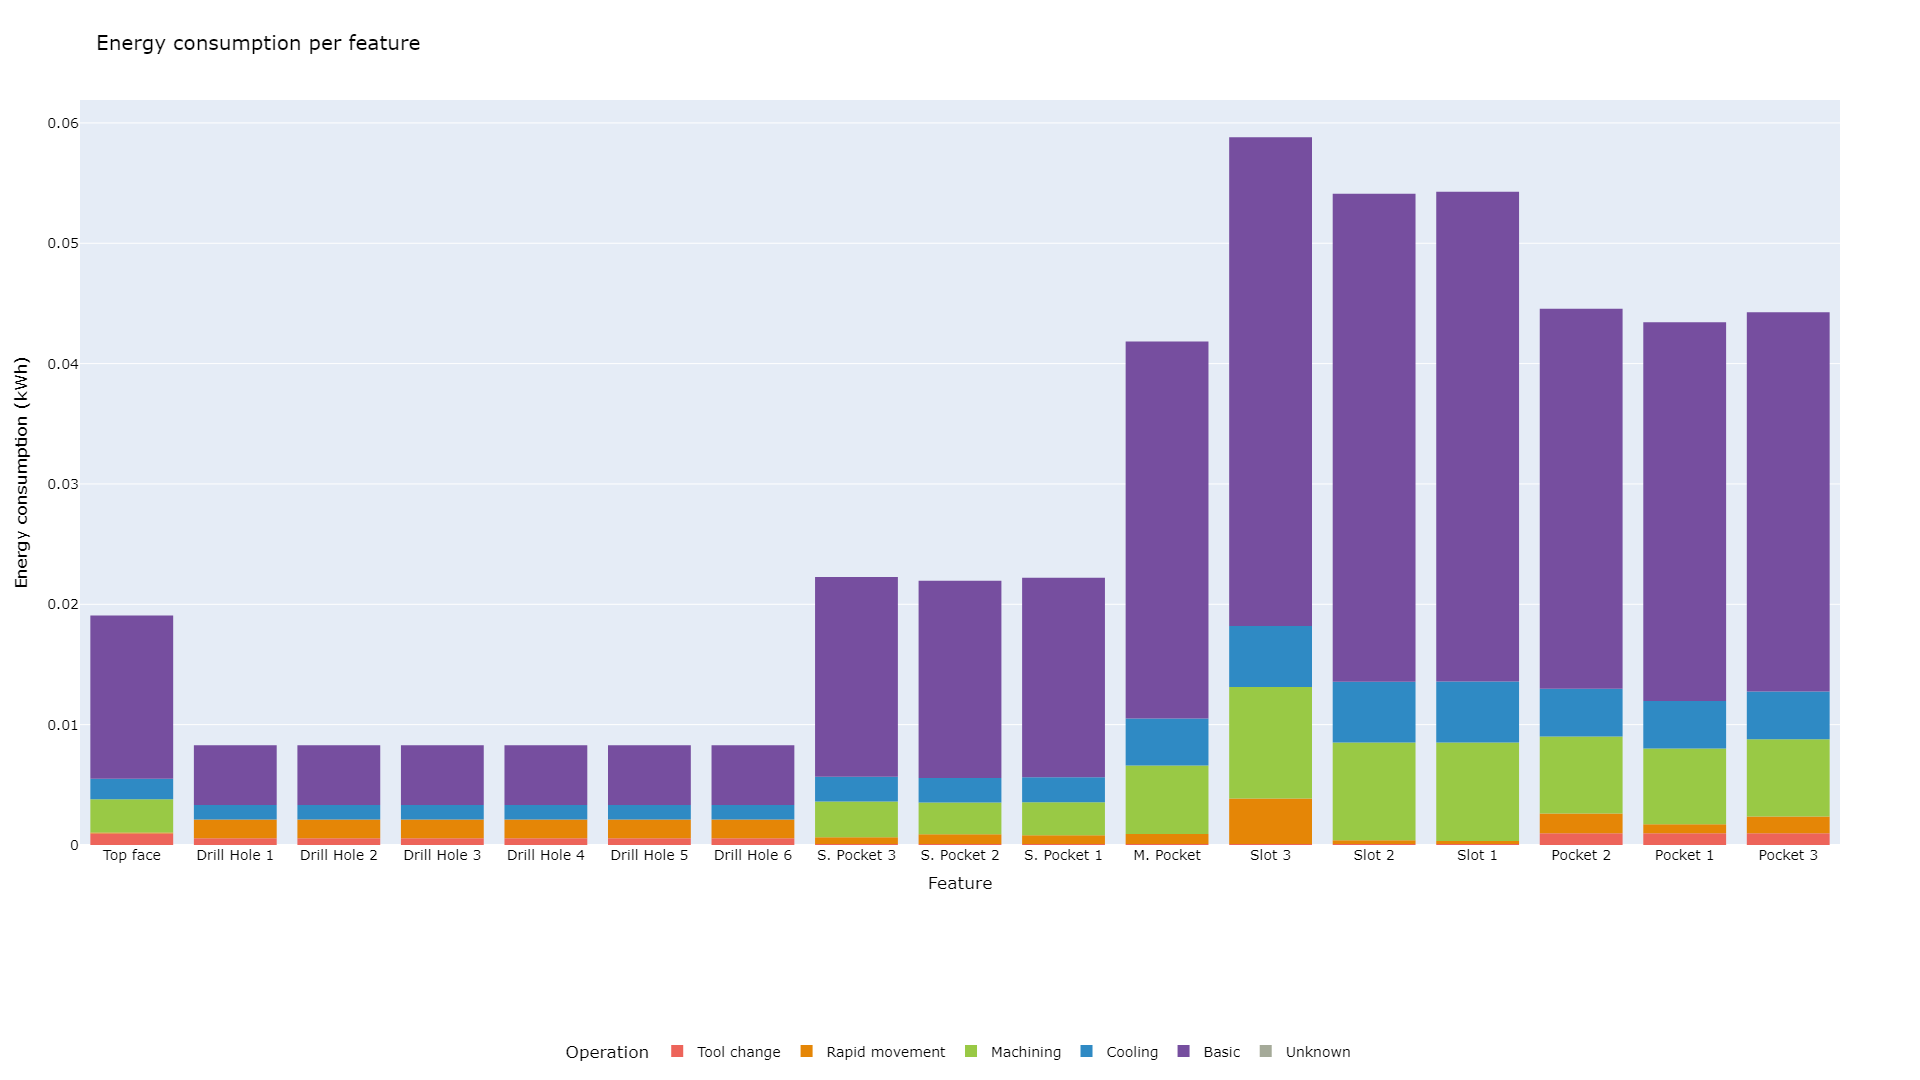 Energy consumption per feature
Energy consumption (kWh)
0.06
0.05
0.04
0.03
0.02
0.01
0
Top face Drill Hole 1 Drill Hole 2 Drill Hole 3 Drill Hole 4 Drill Hole 5 Drill Hole 6 S. Pocket 3 S. Pocket 2 S. Pocket 1 M. Pocket Slot 3 Slot 2 Slot 1 Pocket 2 Pocket 1 Pocket 3
Feature
Operation Tool change Rapid movement Machining Cooling Basic Unknown